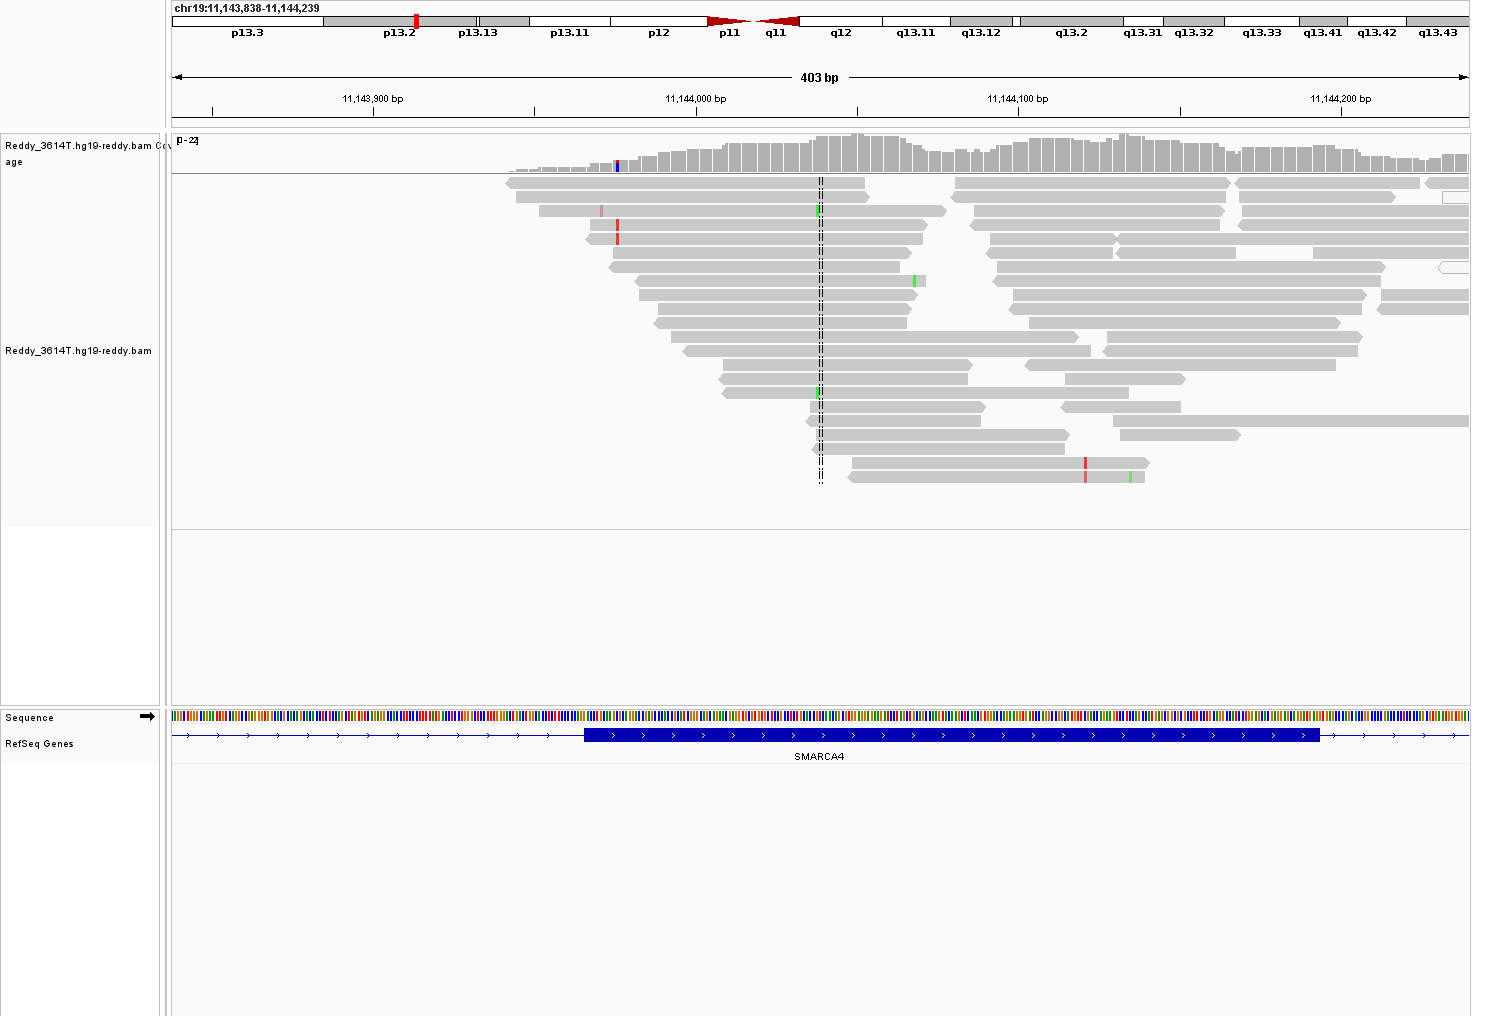 chr19:11,143,838-11,144,239
p13.3 p13.2 p13.13 p13.11 p12 p11 q11 q12 q13.11 q13.12 q13.2 q13.31 q13.32 q13.33 q13.41 q13.42 q13.43
403 bp
11,143,900 bp 11,144,000 bp 11,144,100 bp 11,144,200 bp
Reddy_3614T.hg19-reddy.bam Cov
age
[0 - 22]
Reddy_3614T.hg19-reddy.bam
Sequence
RefSeq Genes
SMARCA4